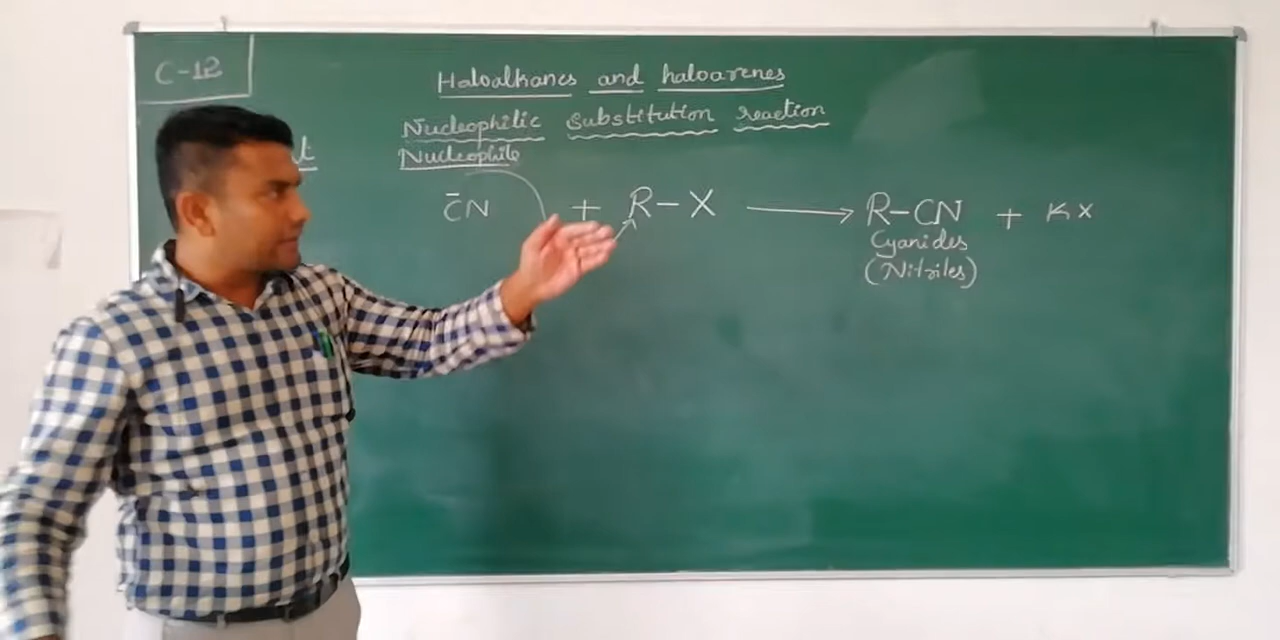 C-12
Haloalkanes and haloarenes
Nucleophilic Substitution reaction
Nucleophile
C̄N + R-X ⟶ R-CN + KX
Cyanides
(Nitriles)